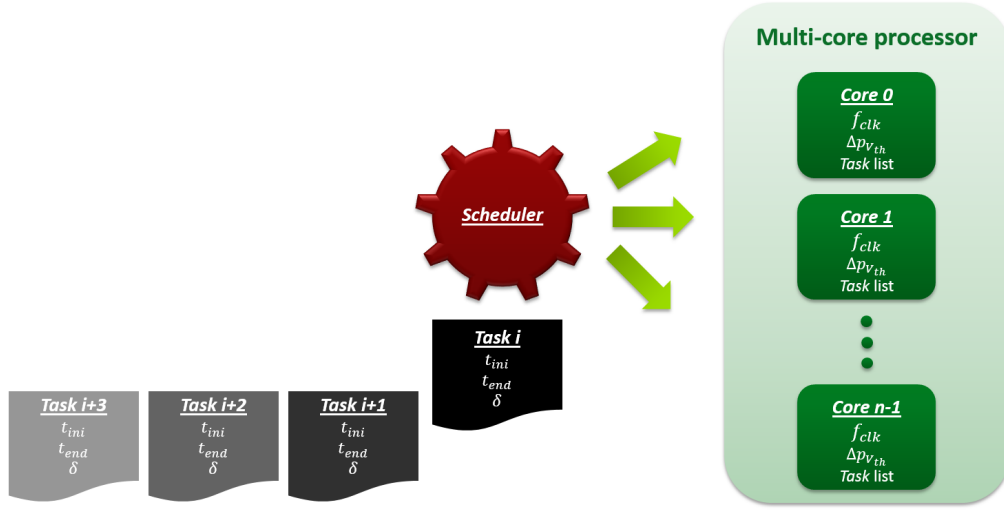 Multi-core processor
Core 0
f_clk
Δp_V_th
Task list
Scheduler
Core 1
f_clk
Δp_V_th
Task list
Task i
t_ini
t_end
δ
Task i+3
t_ini
t_end
δ
Task i+2
t_ini
t_end
δ
Task i+1
t_ini
t_end
δ
Core n-1
f_clk
Δp_V_th
Task list